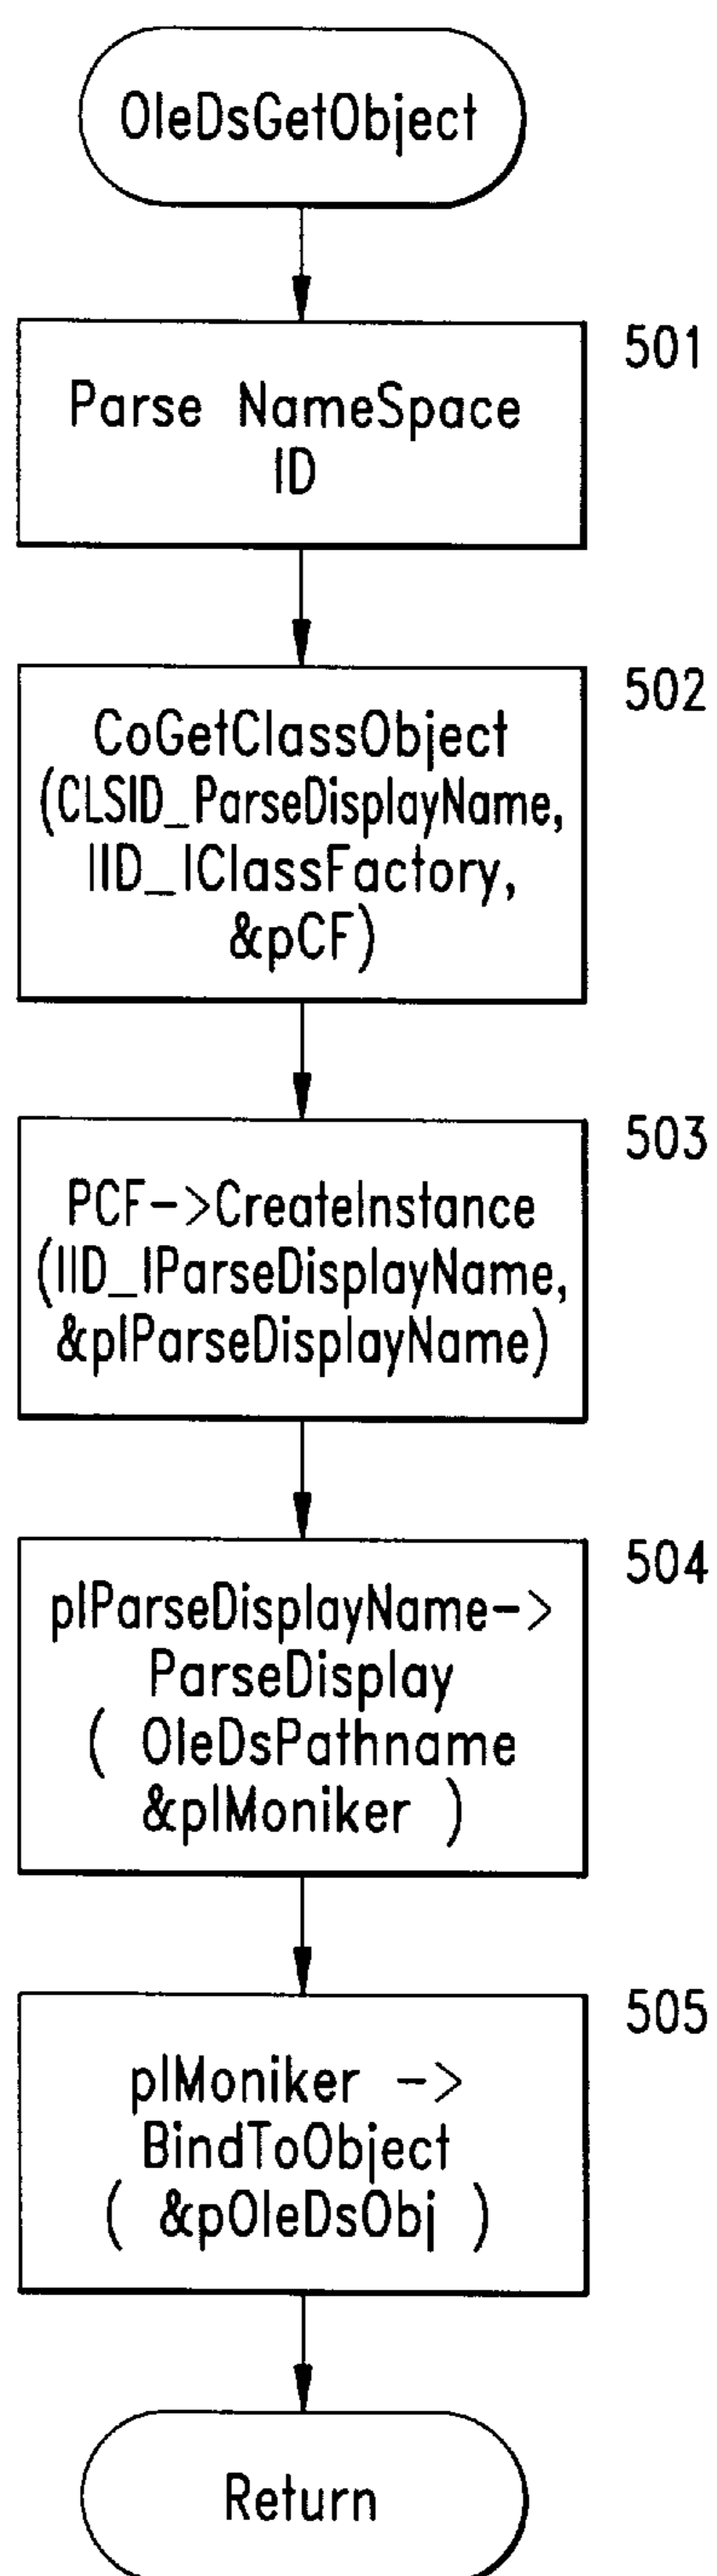 OleDsGetObject
501
Parse NameSpace
ID
502
CoGetClassObject
(CLSID_ParseDisplayName,
IID_IClassFactory,
&pCF)
503
PCF->CreateInstance
(IID_IParseDisplayName,
&pIParseDisplayName)
504
pIParseDisplayName->
ParseDisplay
( OleDsPathname
&pIMoniker )
505
pIMoniker ->
BindToObject
( &pOleDsObj )
Return